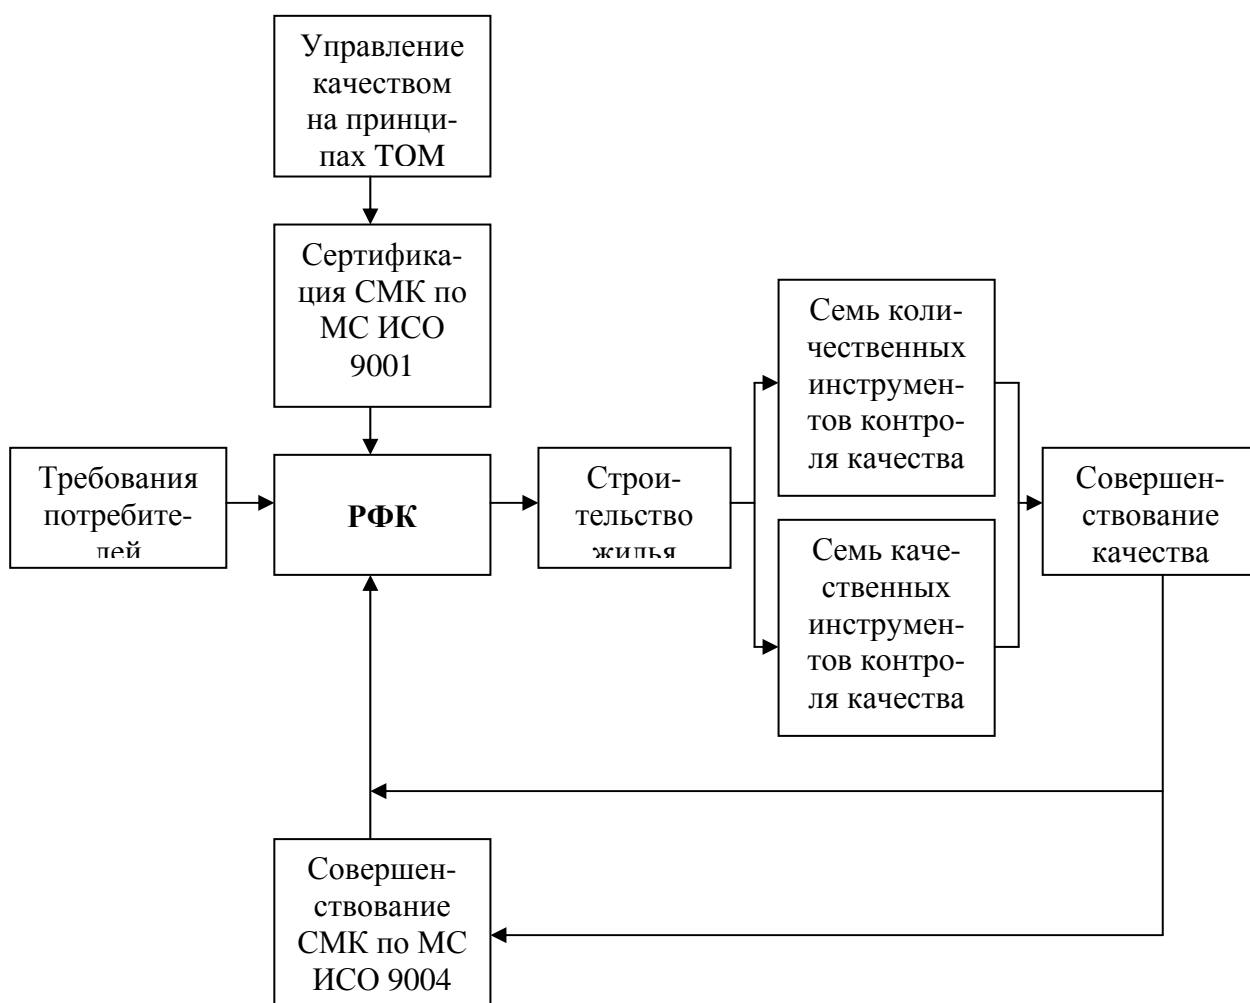 Управление
качеством
на принци-
пах ТОМ
Сертифика-
ция СМК по
МС ИСО
9001
Требования
потребите-
лей
РФК
Строи-
тельство
жилья
Семь коли-
чественных
инструмен-
тов контро-
ля качества
Семь каче-
ственных
инструмен-
тов контро-
ля качества
Совершен-
ствование
качества
Совершен-
ствование
СМК по МС
ИСО 9004